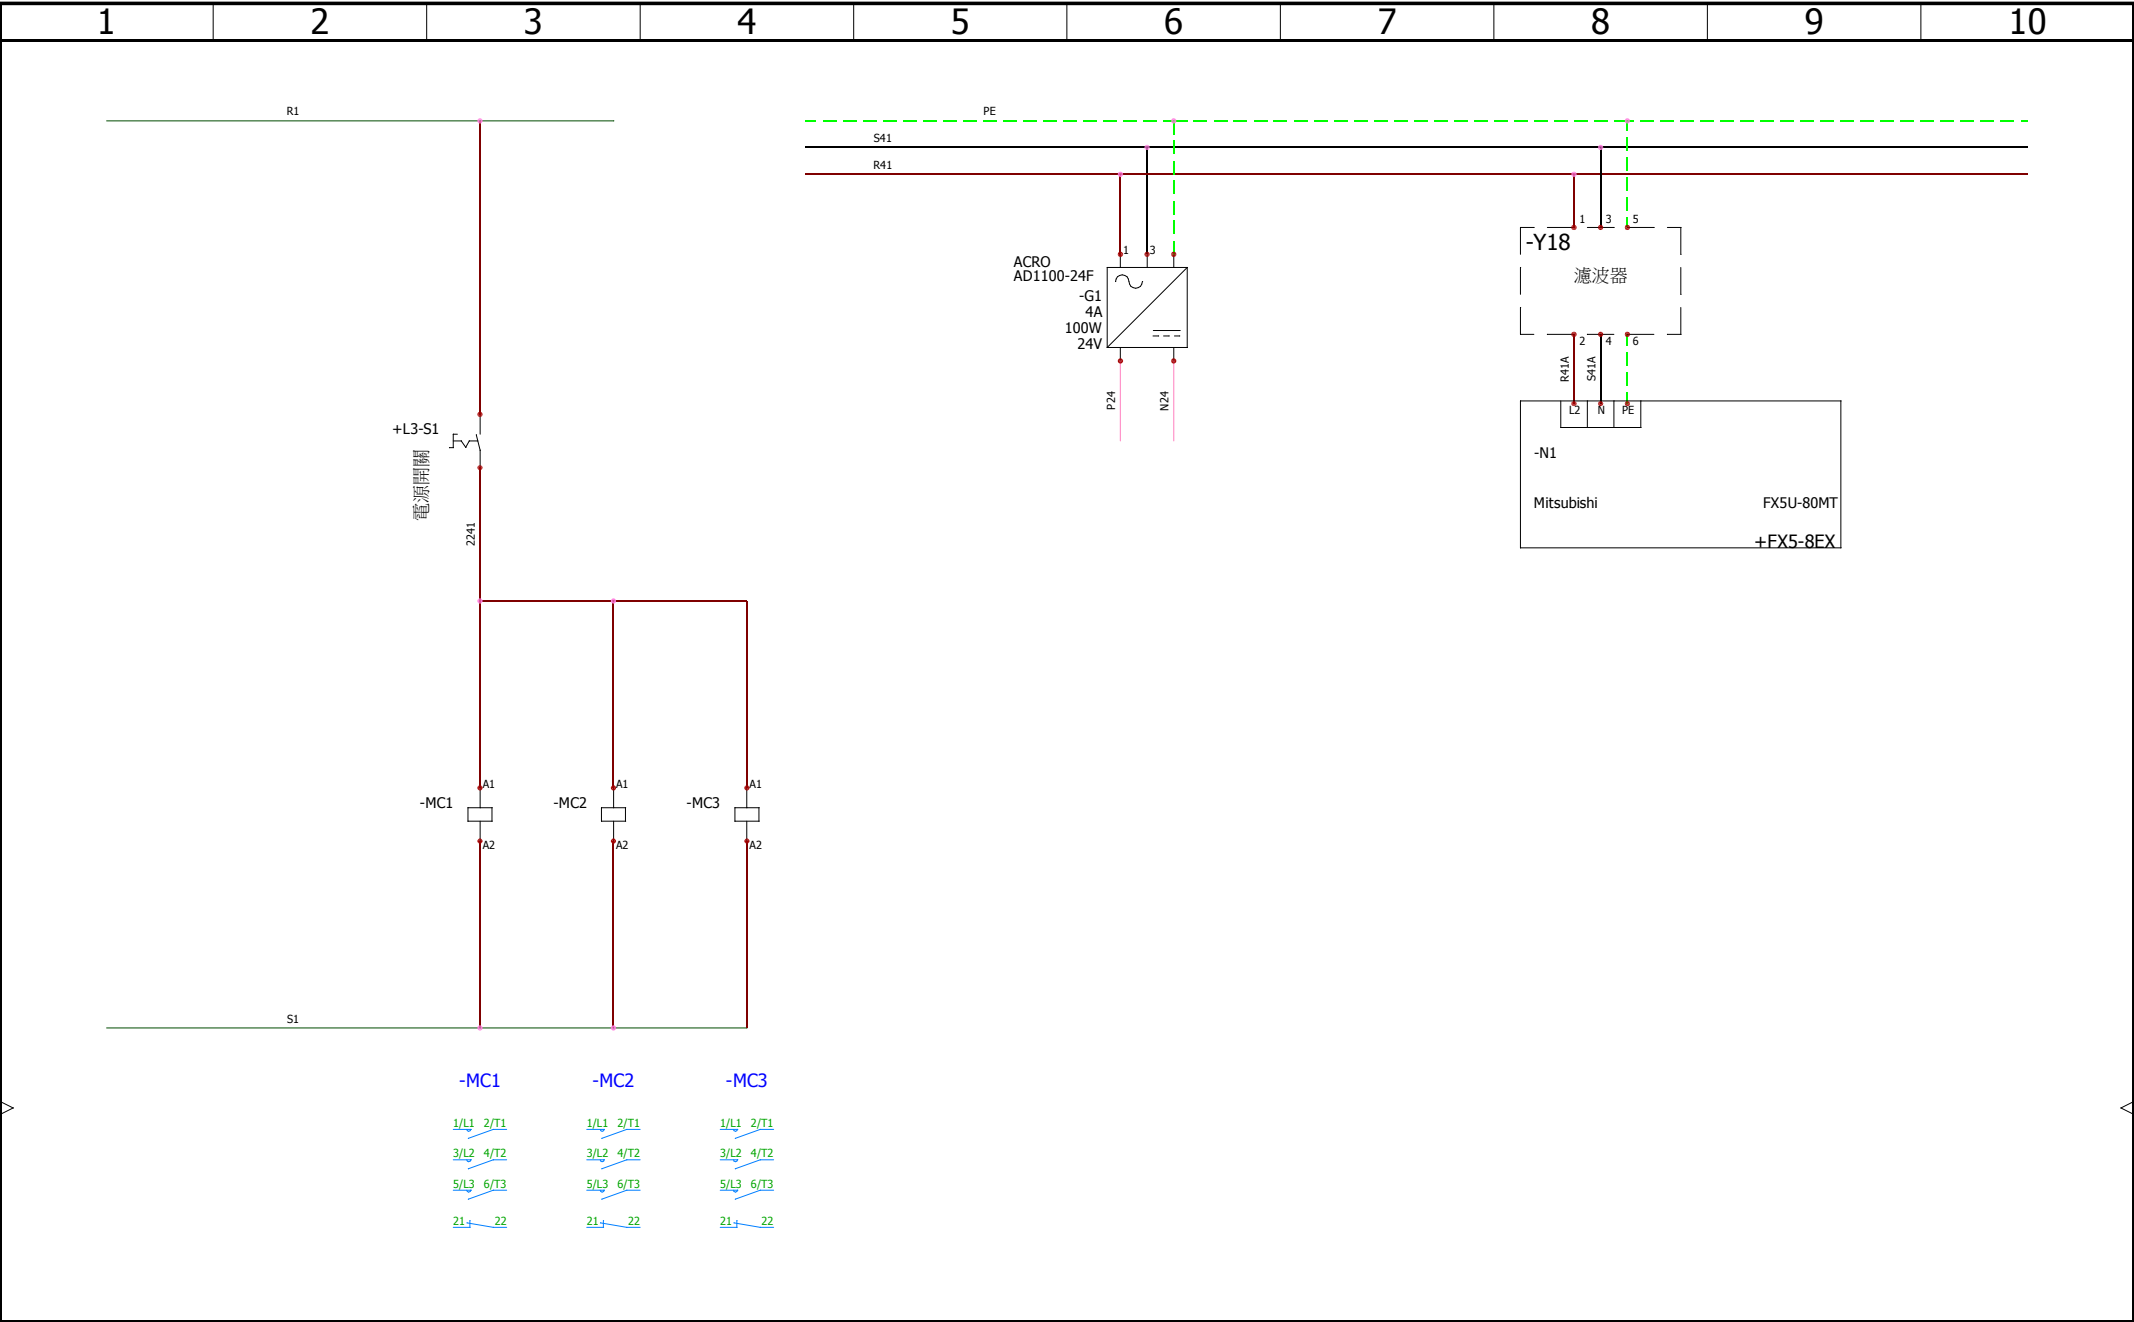 1 2 3 4 5 6 7 8 9 10
R1
PE
S41
R41
ACRO
AD1100-24F
-G1
4A
100W
24V
1 3
P24
N24
1 3 5
-Y18
濾波器
2 4 6
R41A
S41A
L2 N PE
-N1
Mitsubishi FX5U-80MT
+FX5-8EX
+L3-S1
電源開關
2241
A1 A1 A1
-MC1 -MC2 -MC3
A2 A2 A2
S1
-MC1 -MC2 -MC3
1/L1 2/T1 1/L1 2/T1 1/L1 2/T1
3/L2 4/T2 3/L2 4/T2 3/L2 4/T2
5/L3 6/T3 5/L3 6/T3 5/L3 6/T3
21 22 21 22 21 22